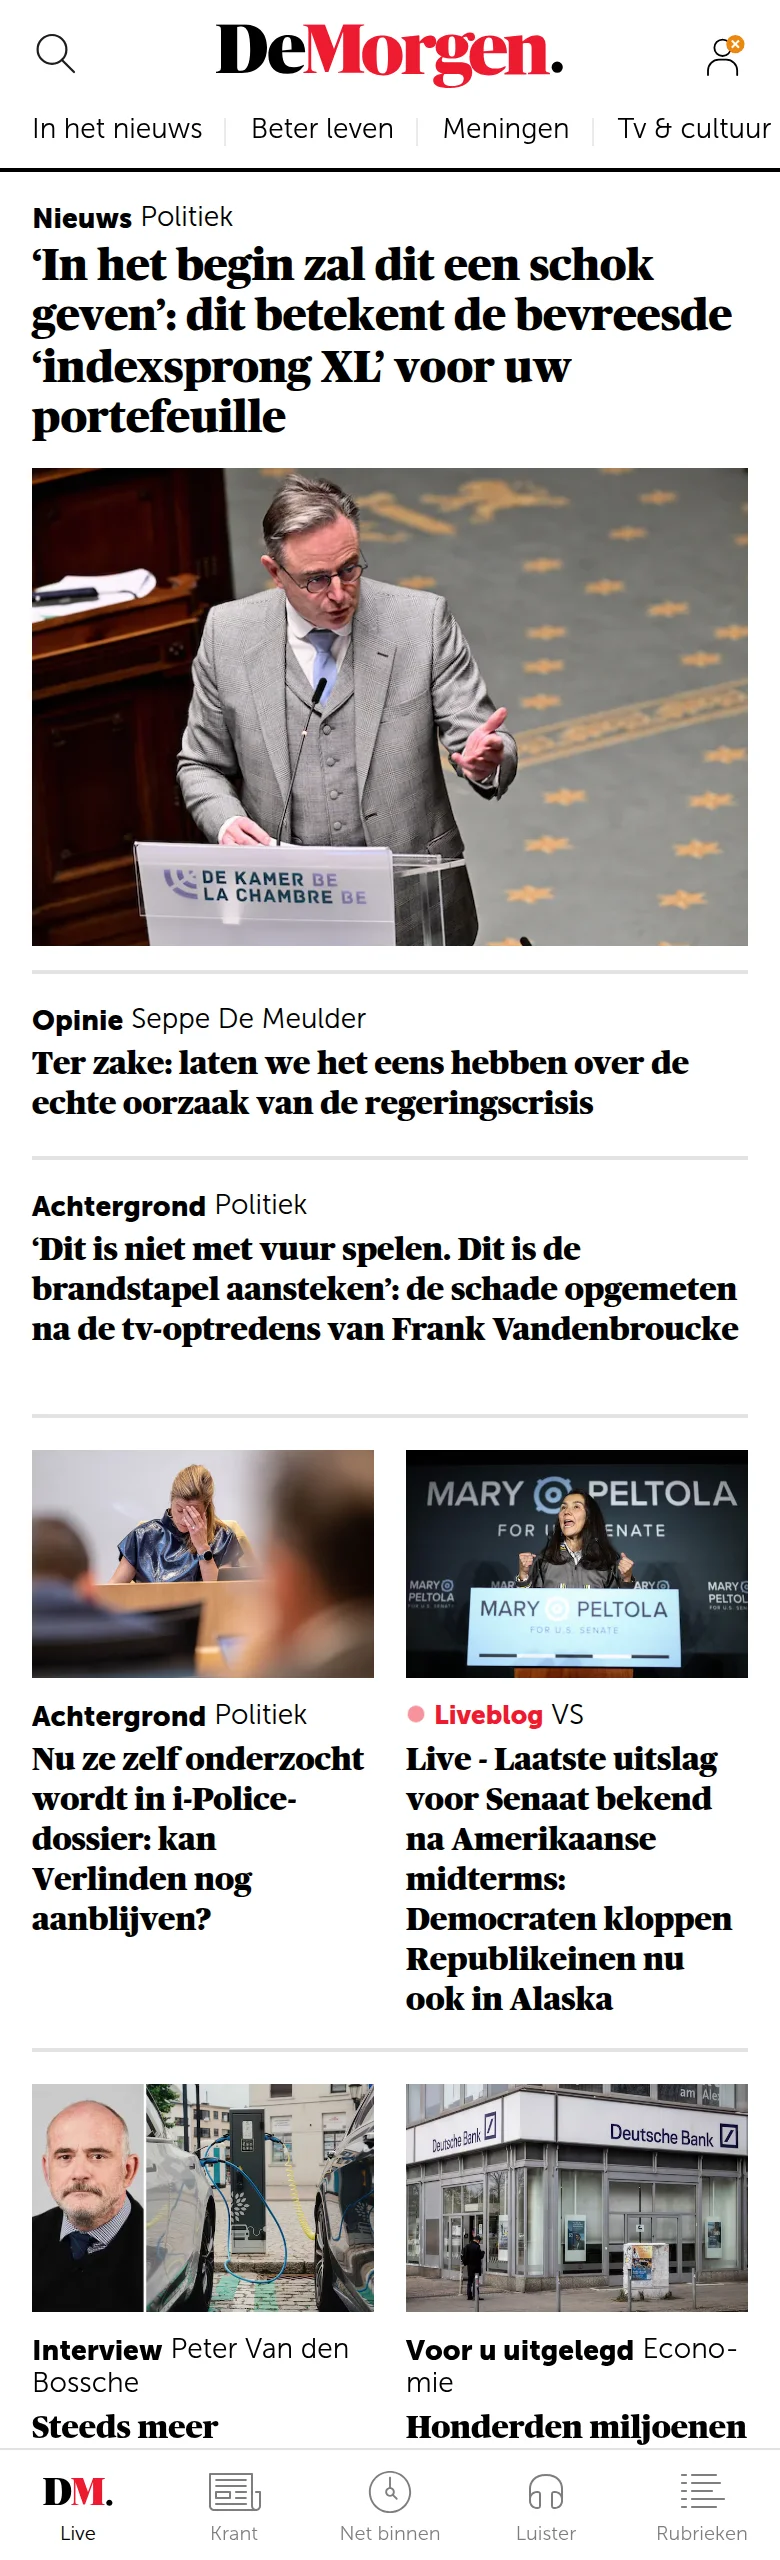 DeMorgen.
In het nieuws
Beter leven
Meningen
Tv & cultuur
Nieuws Politiek
‘In het begin zal dit een schok
geven’: dit betekent de bevreesde
‘indexsprong XL’ voor uw
portefeuille
DE KAMER BE
LA CHAMBRE BE
Opinie Seppe De Meulder
Ter zake: laten we het eens hebben over de
echte oorzaak van de regeringscrisis
Achtergrond Politiek
‘Dit is niet met vuur spelen. Dit is de
brandstapel aansteken’: de schade opgemeten
na de tv-optredens van Frank Vandenbroucke
MARY PELTOLA
FOR U ENATE
MARY
PELTOLA
MARY PELTOLA
FOR U.S. SENATE
Achtergrond Politiek
Nu ze zelf onderzocht
wordt in i-Police-
dossier: kan
Verlinden nog
aanblijven?
Liveblog VS
Live - Laatste uitslag
voor Senaat bekend
na Amerikaanse
midterms:
Democraten kloppen
Republikeinen nu
ook in Alaska
Deutsche Bank
Deutsche Bank
Interview Peter Van den
Bossche
Steeds meer
Voor u uitgelegd Econo-
mie
Honderden miljoenen
DM.
Live
Krant
Net binnen
Luister
Rubrieken